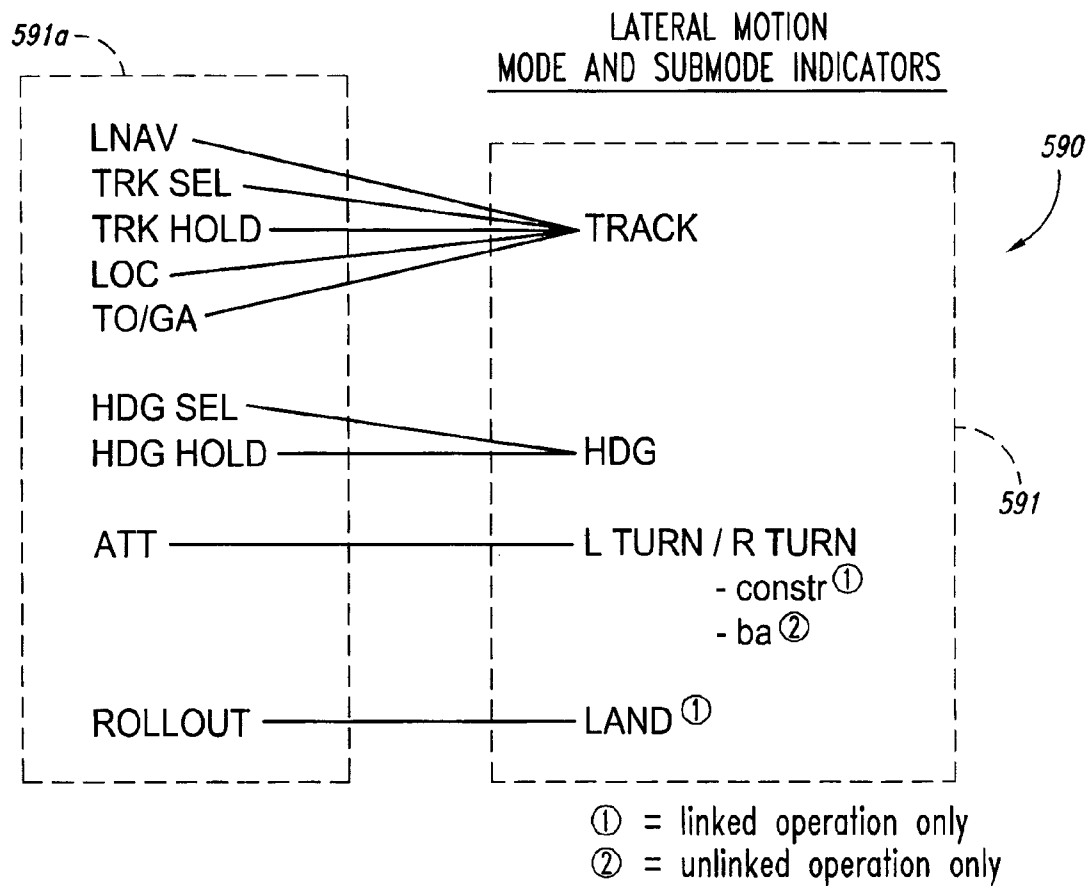 591a
LATERAL MOTION
MODE AND SUBMODE INDICATORS
LNAV
TRK SEL
TRK HOLD
LOC
TO/GA
TRACK
590
HDG SEL
HDG HOLD
HDG
591
ATT
L TURN / R TURN
- constr ①
- ba ②
ROLLOUT
LAND ①
① = linked operation only
② = unlinked operation only